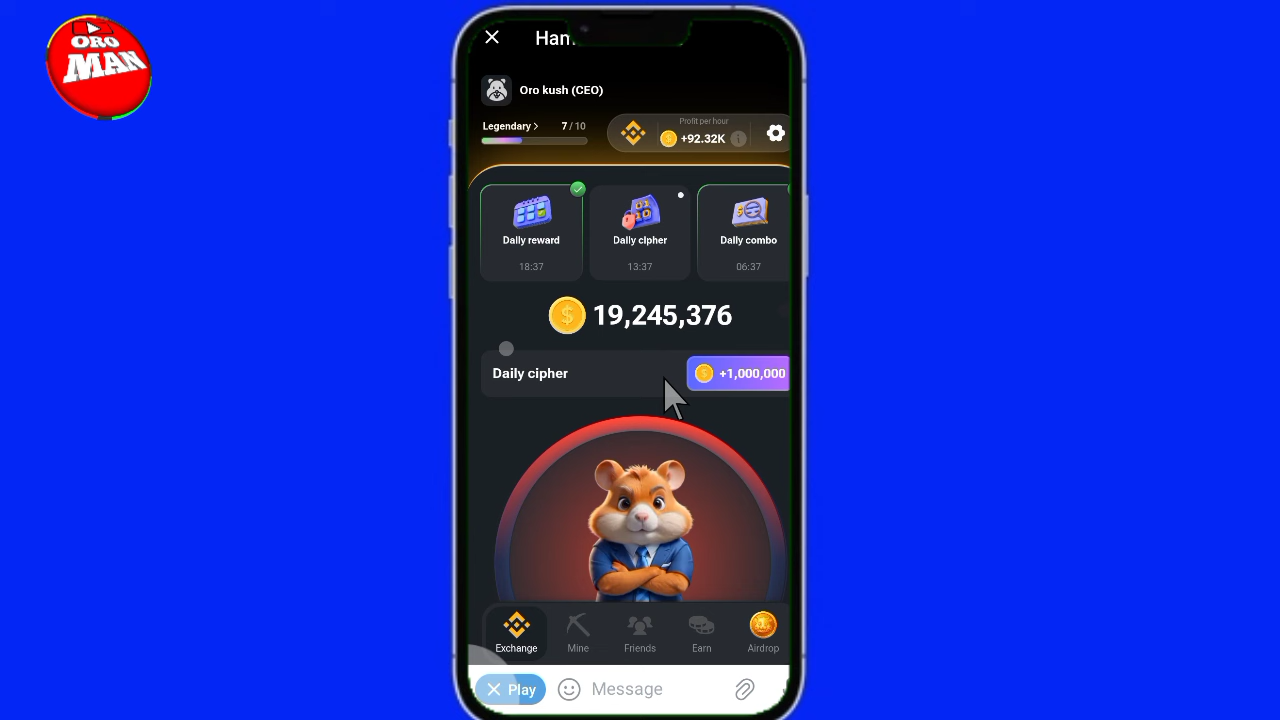 ORO
MAN
Ham
Oro kush (CEO)
Legendary >
7 / 10
Profit per hour
+92.32K
Daily reward
18:37
Daily cipher
13:37
Daily combo
06:37
19,245,376
Daily cipher
+1,000,000
Exchange
Mine
Friends
Earn
Airdrop
Play
Message